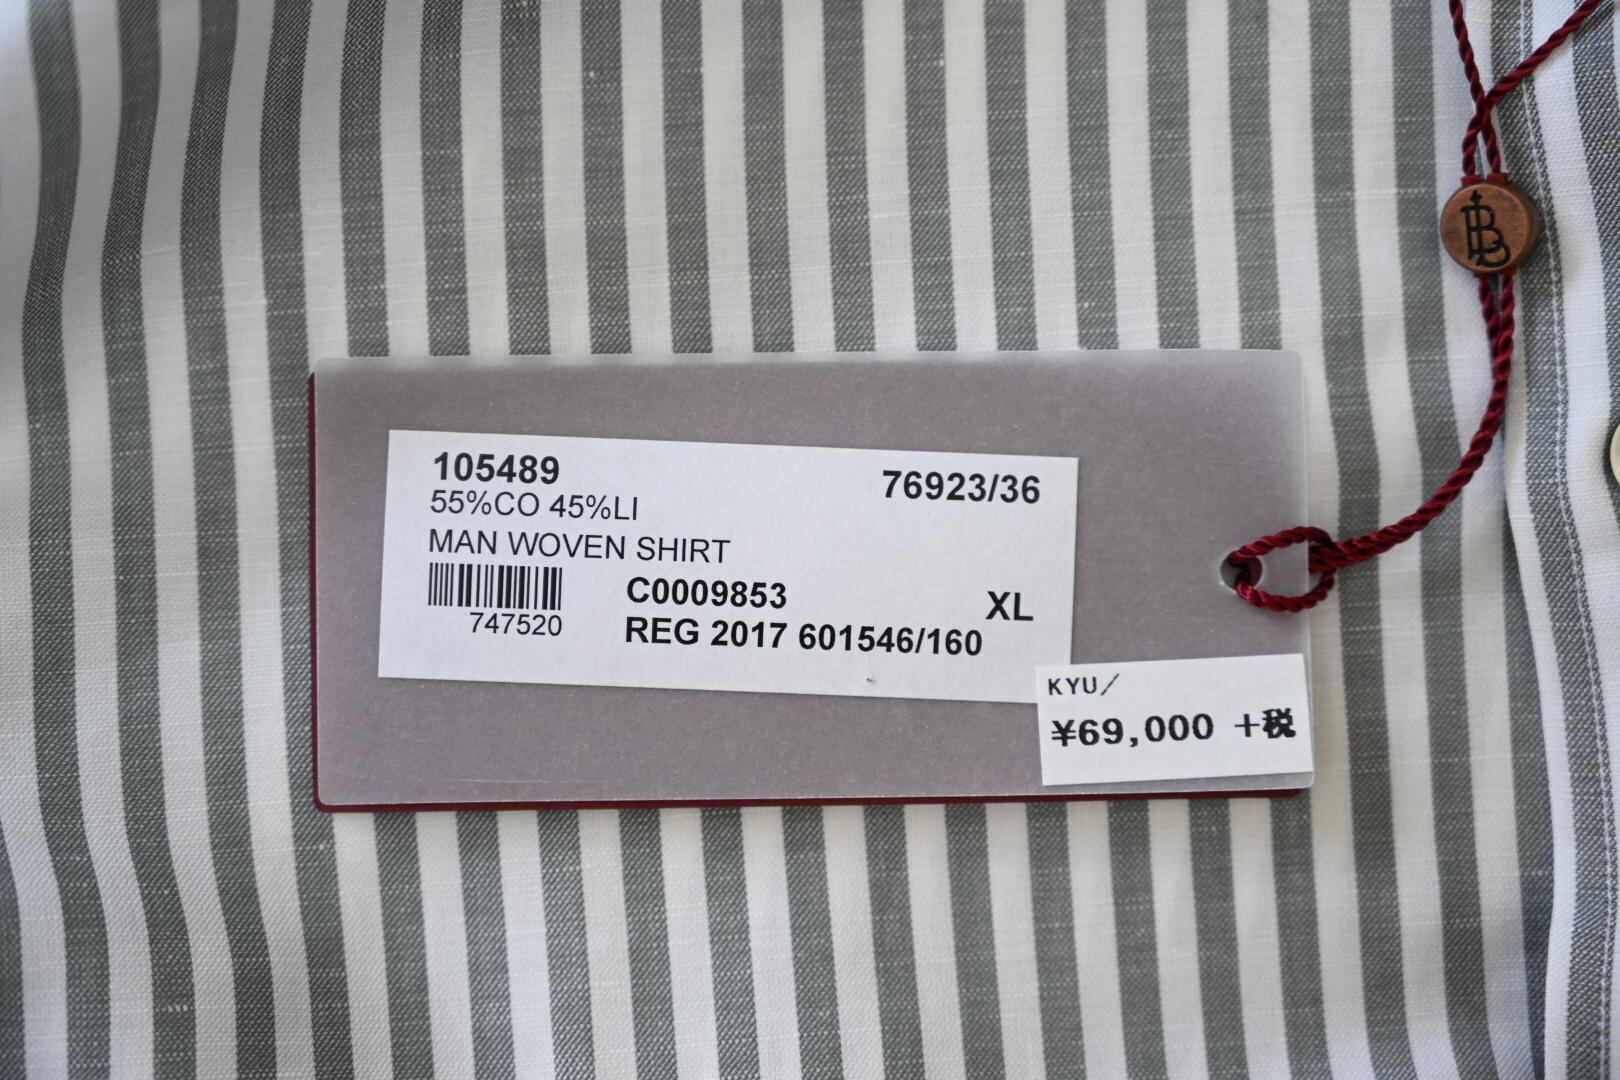 105489
76923/36
55%CO 45%LI
MAN WOVEN SHIRT
C0009853
XL
747520
REG 2017 601546/160
KYU/
¥69,000 +税